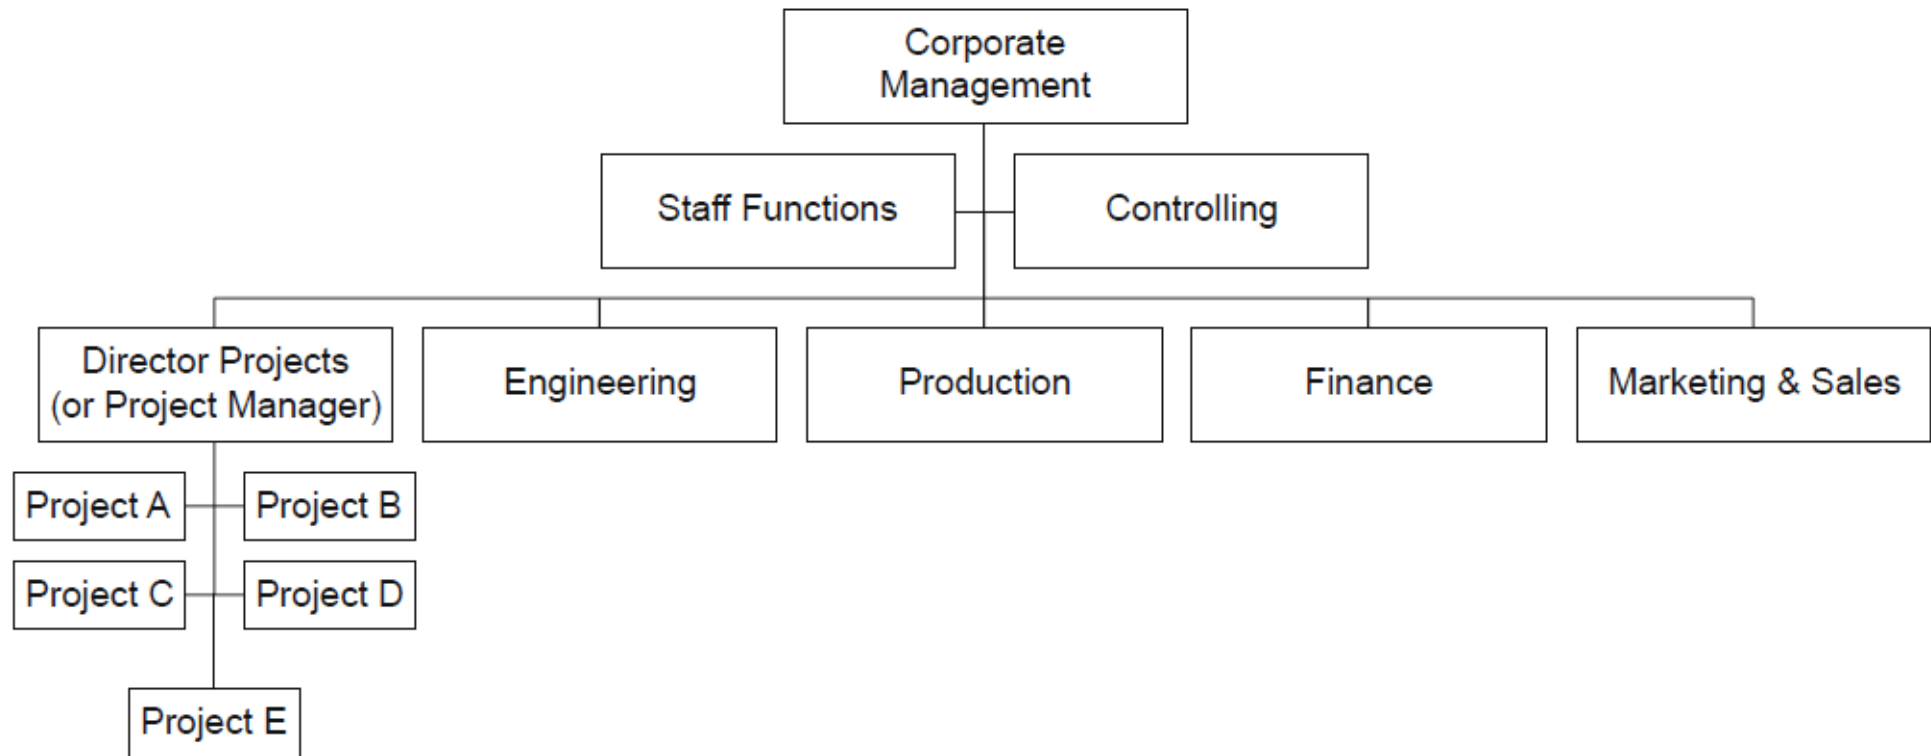 Corporate
Management
Staff Functions
Controlling
Director Projects
(or Project Manager)
Engineering
Production
Finance
Marketing & Sales
Project A
Project B
Project C
Project D
Project E